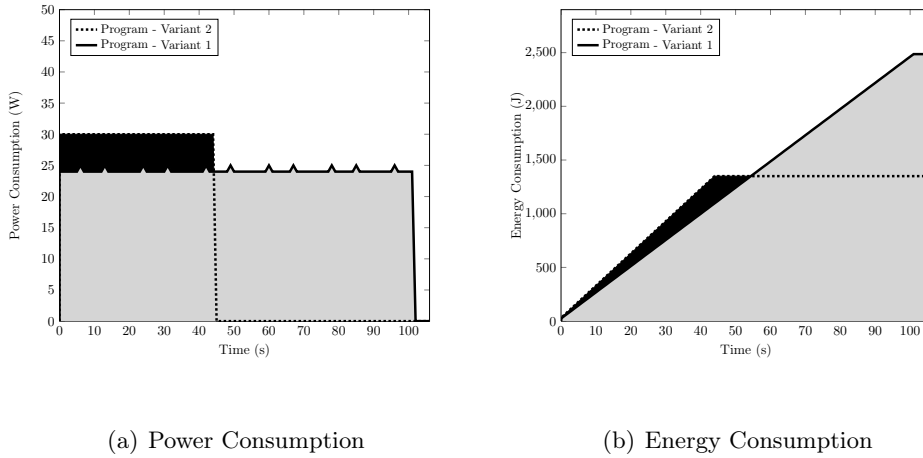 Program - Variant 2
Program - Variant 1
Power Consumption (W)
50
45
40
35
30
25
20
15
10
5
0
0 10 20 30 40 50 60 70 80 90 100
Time (s)
(a) Power Consumption
Program - Variant 2
Program - Variant 1
Energy Consumption (J)
2,500
2,000
1,500
1,000
500
0
0 10 20 30 40 50 60 70 80 90 100
Time (s)
(b) Energy Consumption